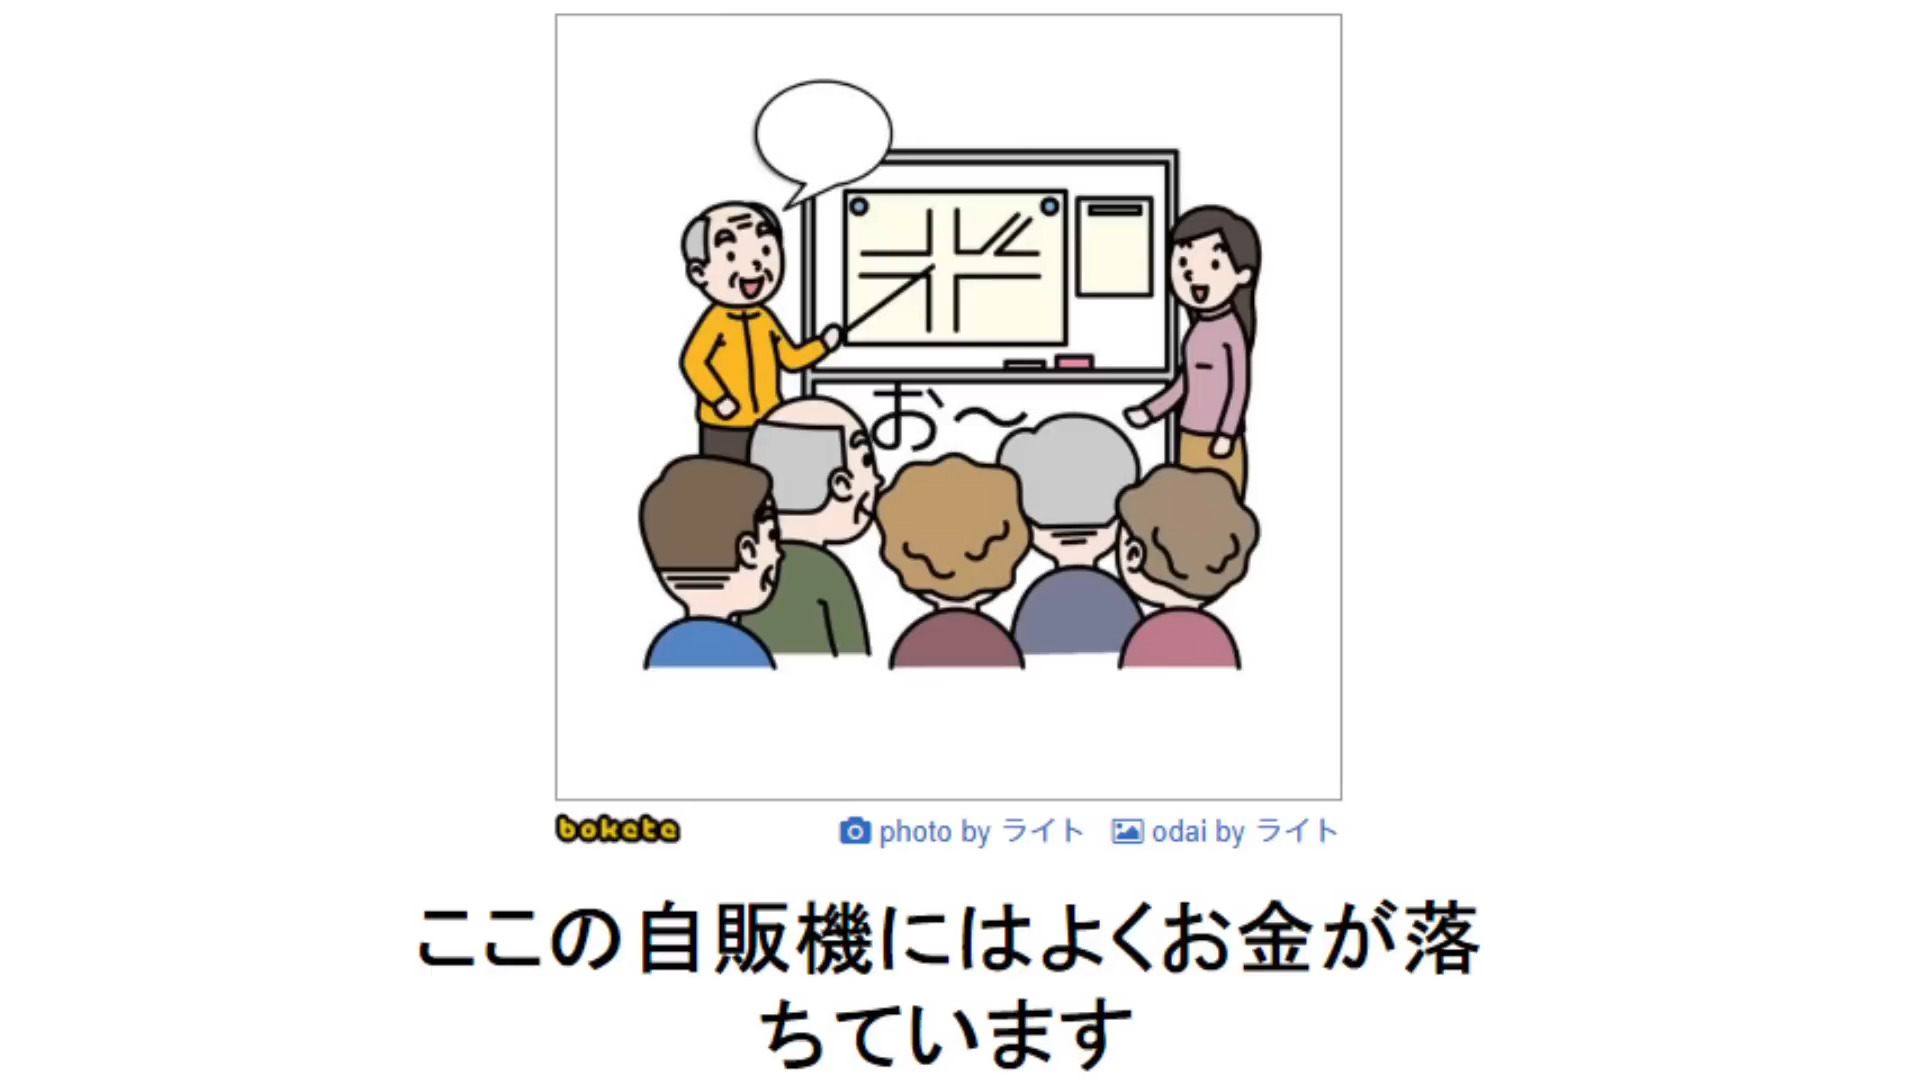 お～
bokete
photo by ライト odai by ライト
ここの自販機にはよくお金が落
ちています